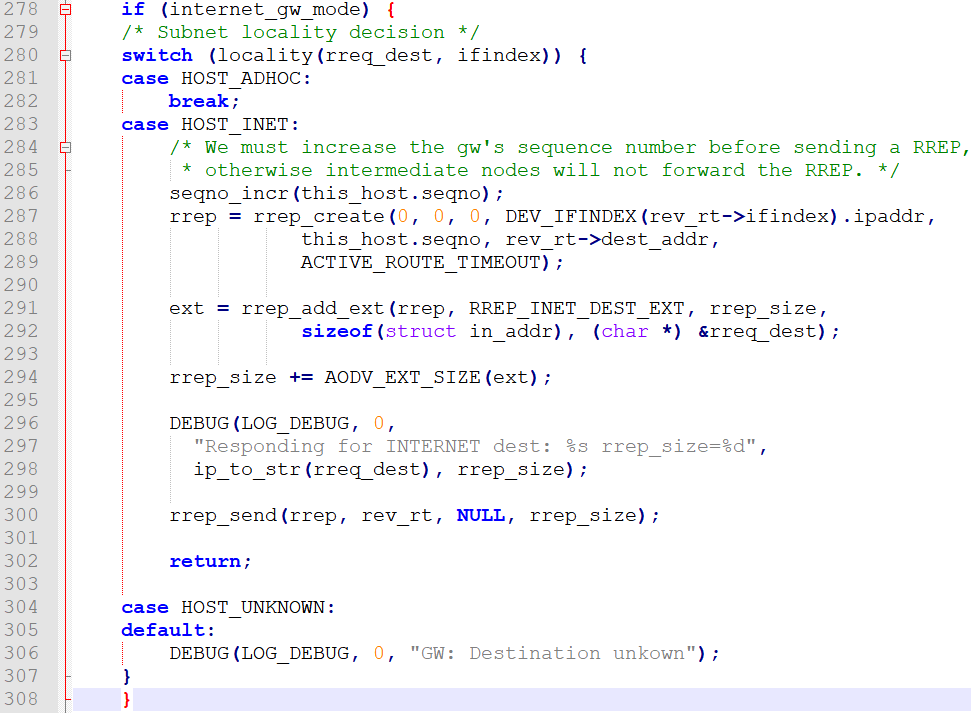 278 if (internet_gw_mode) {
279 /* Subnet locality decision */
280 switch (locality(rreq_dest, ifindex)) {
281 case HOST_ADHOC:
282     break;
283 case HOST_INET:
284     /* We must increase the gw's sequence number before sending a RREP,
285      * otherwise intermediate nodes will not forward the RREP. */
286     seqno_incr(this_host.seqno);
287     rrep = rrep_create(0, 0, 0, DEV_IFINDEX(rev_rt->ifindex).ipaddr,
288                this_host.seqno, rev_rt->dest_addr,
289                ACTIVE_ROUTE_TIMEOUT);
290
291     ext = rrep_add_ext(rrep, RREP_INET_DEST_EXT, rrep_size,
292                sizeof(struct in_addr), (char *) &rreq_dest);
293
294     rrep_size += AODV_EXT_SIZE(ext);
295
296     DEBUG(LOG_DEBUG, 0,
297       "Responding for INTERNET dest: %s rrep_size=%d",
298       ip_to_str(rreq_dest), rrep_size);
299
300     rrep_send(rrep, rev_rt, NULL, rrep_size);
301
302     return;
303
304 case HOST_UNKNOWN:
305 default:
306     DEBUG(LOG_DEBUG, 0, "GW: Destination unkown");
307 }
308 }